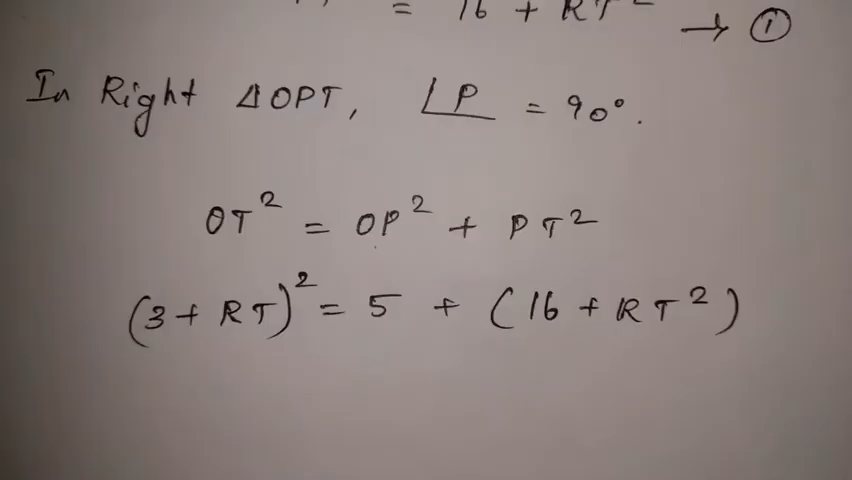 = 16 + RT² → ①
In Right ΔOPT, ∠P = 90°.
OT² = OP² + PT²
(3 + RT)² = 5 + (16 + RT²)